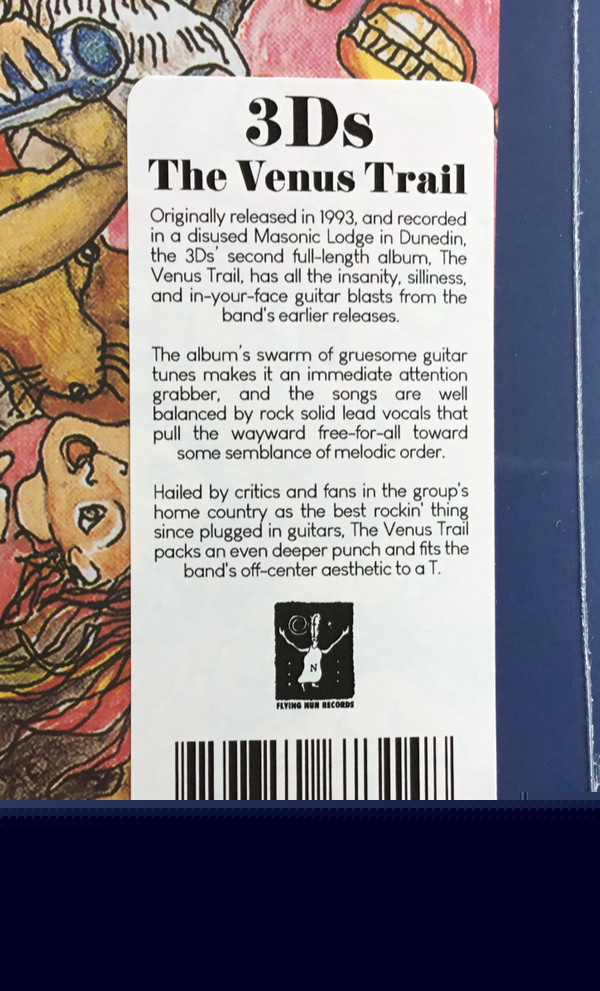 3Ds
The Venus Trail
Originally released in 1993, and recorded
in a disused Masonic Lodge in Dunedin,
the 3Ds' second full-length album, The
Venus Trail, has all the insanity, silliness,
and in-your-face guitar blasts from the
band's earlier releases.
The album's swarm of gruesome guitar
tunes makes it an immediate attention
grabber, and the songs are well
balanced by rock solid lead vocals that
pull the wayward free-for-all toward
some semblance of melodic order.
Hailed by critics and fans in the group's
home country as the best rockin' thing
since plugged in guitars, The Venus Trail
packs an even deeper punch and fits the
band's off-center aesthetic to a T.
N
FLYING NUN RECORDS